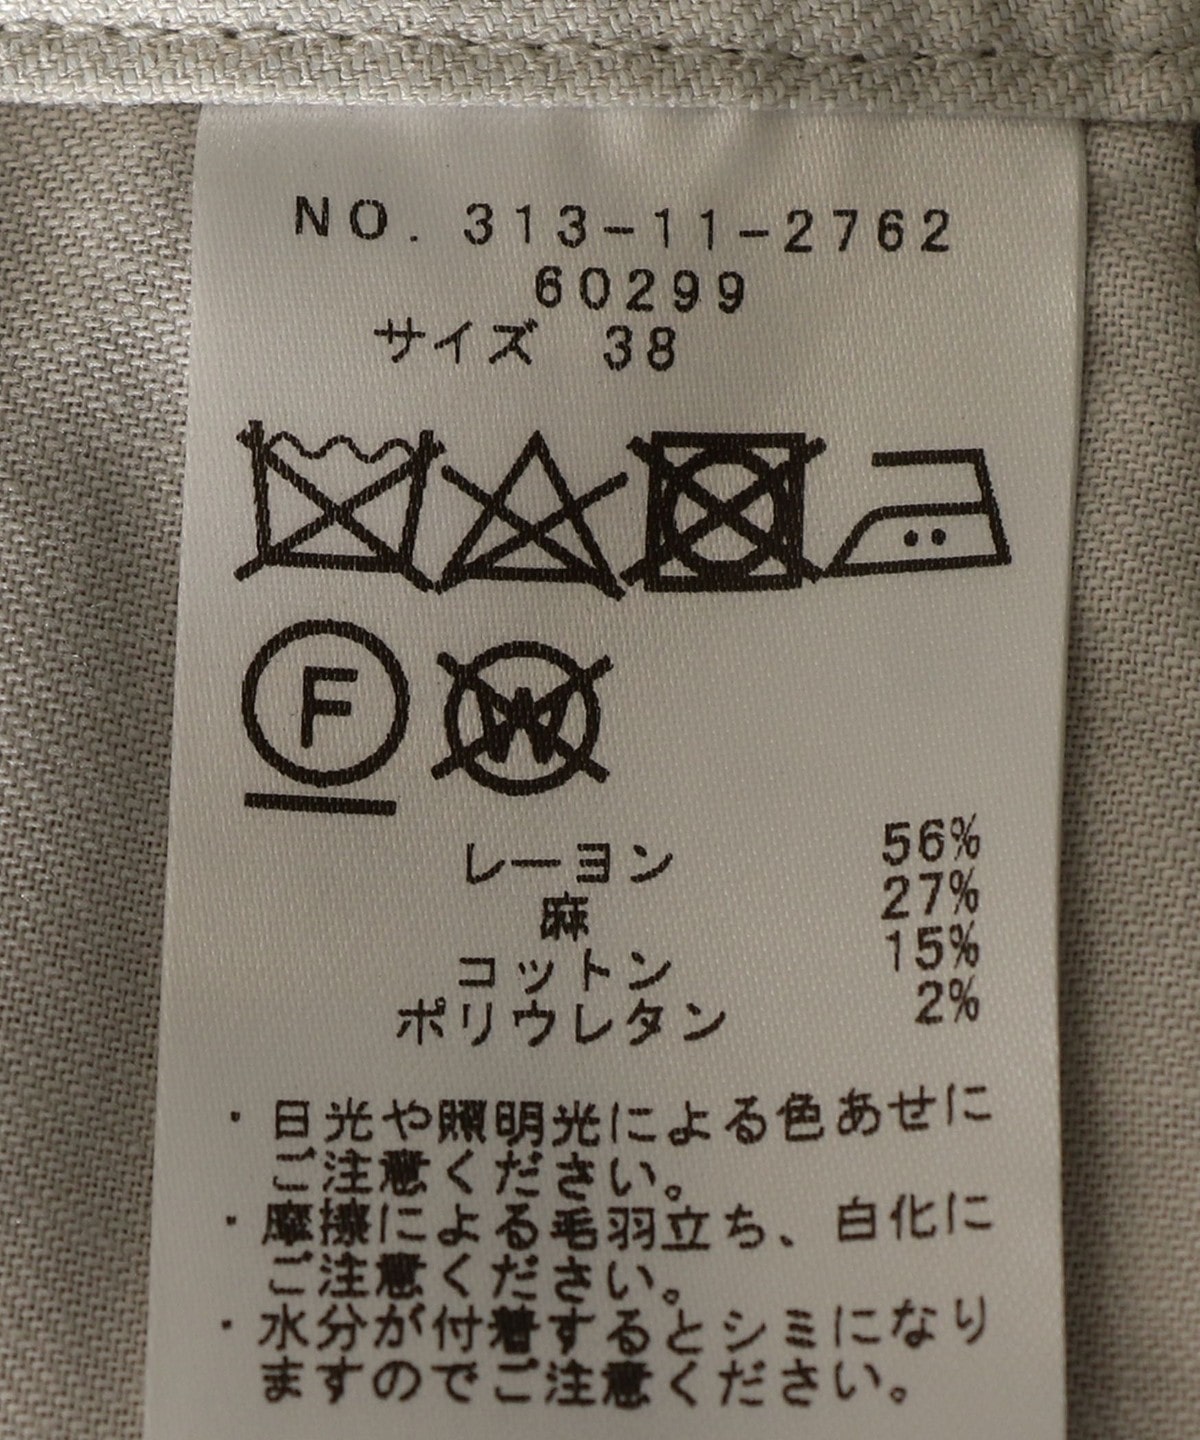 NO. 313-11-2762
60299
サイズ 38
F W
レーヨン 56%
麻 27%
コットン 15%
ポリウレタン 2%
・日光や照明光による色あせに
ご注意ください。
・摩擦による毛羽立ち、白化に
ご注意ください。
・水分が付着するとシミになり
ますのでご注意ください。